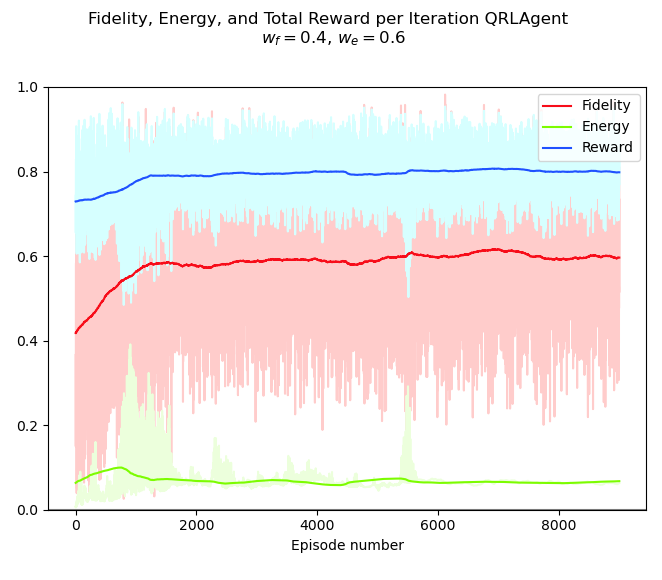 Fidelity, Energy, and Total Reward per Iteration QRLAgent
w_f = 0.4, w_e = 0.6
1.0
Fidelity
Energy
Reward
0.8
0.6
0.4
0.2
0.0
0 2000 4000 6000 8000
Episode number